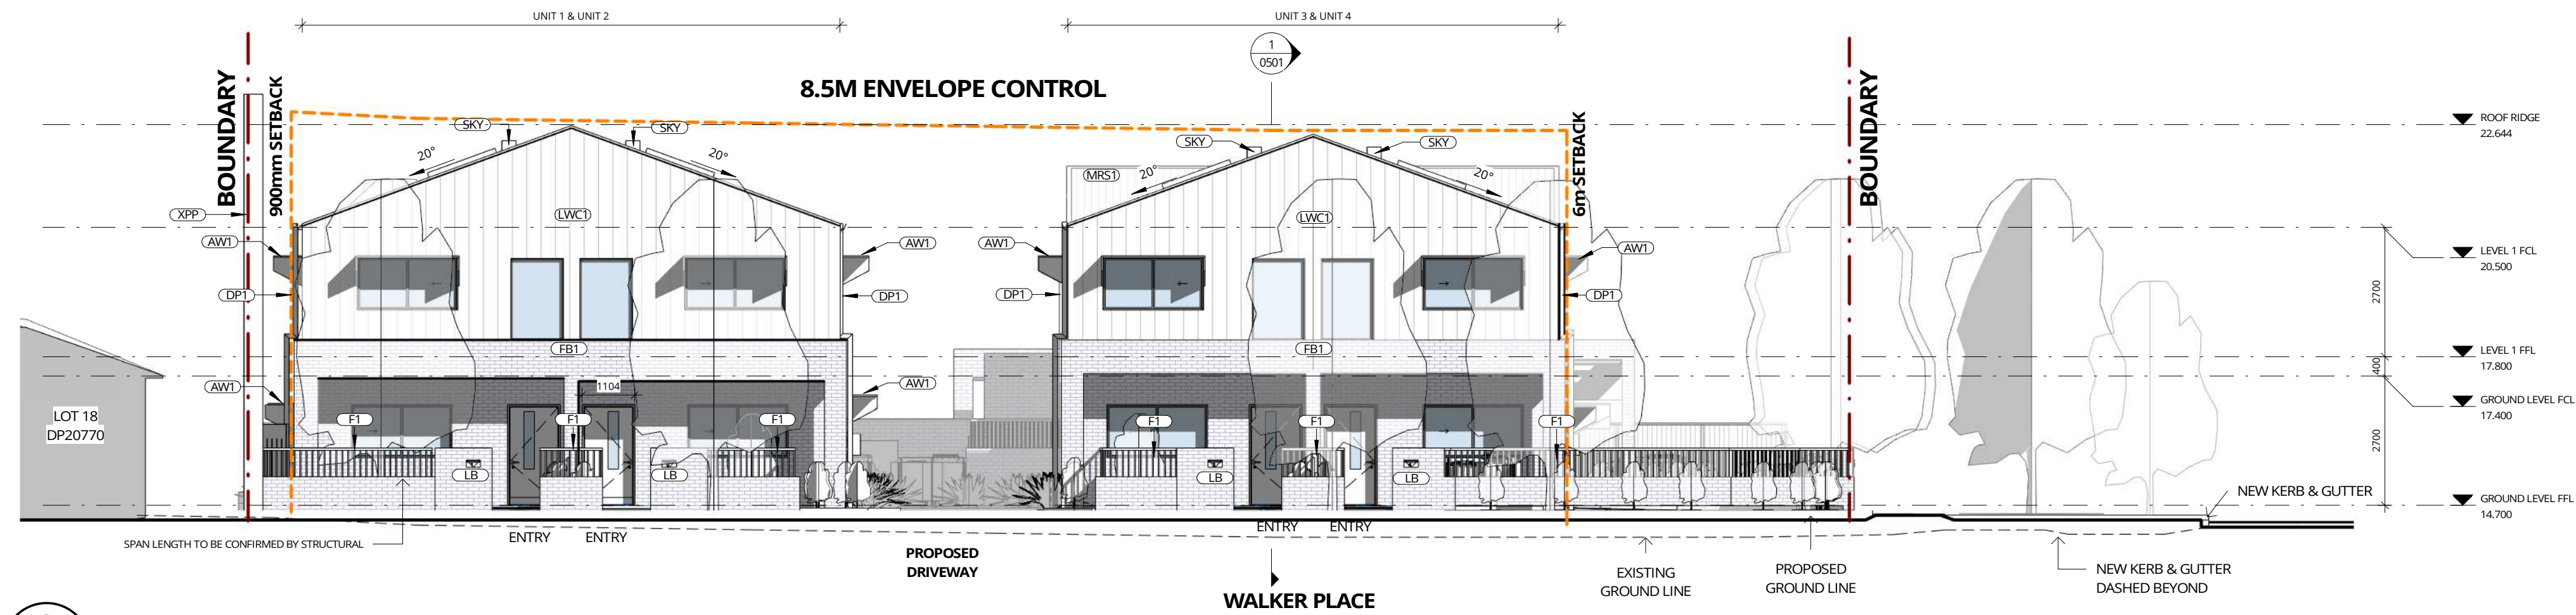 UNIT 1 & UNIT 2
UNIT 3 & UNIT 4
1
0501
8.5M ENVELOPE CONTROL
BOUNDARY
900mm SETBACK
6m SETBACK
BOUNDARY
ROOF RIDGE
22.644
SKY
SKY
SKY
SKY
20°
20°
20°
20°
MRS1
XPP
LWC1
LWC1
AW1
AW1
AW1
AW1
LEVEL 1 FCL
20.500
DP1
DP1
DP1
DP1
2700
FB1
FB1
LEVEL 1 FFL
17.800
400
AW1
1104
AW1
GROUND LEVEL FCL
17.400
LOT 18
DP20770
F1
F1
F1
F1
F1
F1
2700
LB
LB
LB
LB
NEW KERB & GUTTER
GROUND LEVEL FFL
14.700
SPAN LENGTH TO BE CONFIRMED BY STRUCTURAL
ENTRY
ENTRY
ENTRY
ENTRY
PROPOSED
DRIVEWAY
WALKER PLACE
EXISTING
GROUND LINE
PROPOSED
GROUND LINE
NEW KERB & GUTTER
DASHED BEYOND